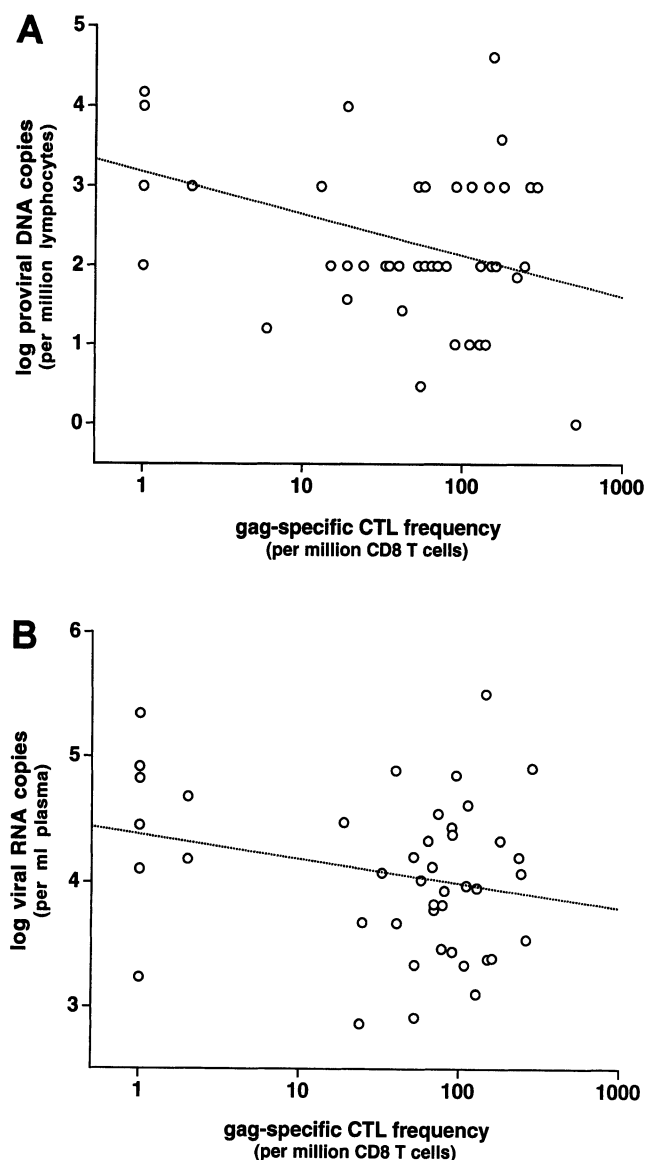 A
5
4
3
2
1
0
log proviral DNA copies
(per million lymphocytes)
1
10
100
1000
gag-specific CTL frequency
(per million CD8 T cells)
B
6
5
4
3
log viral RNA copies
(per ml plasma)
1
10
100
1000
gag-specific CTL frequency
(per million CD8 T cells)